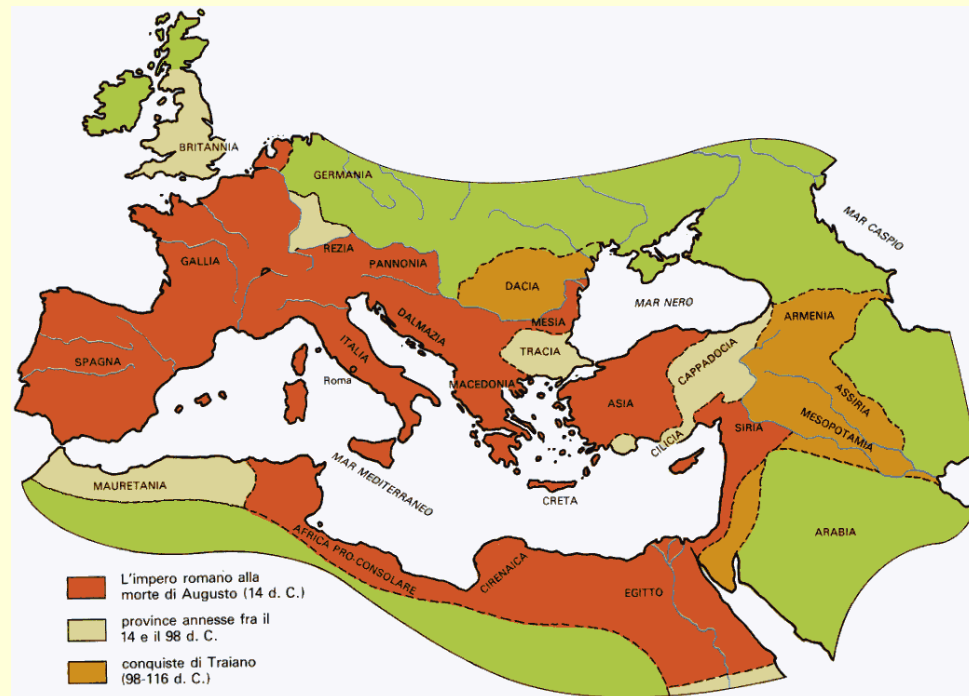 BRITANNIA
GERMANIA
MAR CASPIO
GALLIA
REZIA
PANNONIA
DACIA
MAR NERO
ARMENIA
DALMAZIA
MESIA
ITALIA
TRACIA
CAPPADOCIA
SPAGNA
Roma
MACEDONIA
ASIA
ASSIRIA
CILICIA
SIRIA
MESOPOTAMIA
MAURETANIA
MAR MEDITERRANEO
CRETA
AFRICA PRO-CONSOLARE
CIRENAICA
EGITTO
ARABIA
L'impero romano alla
morte di Augusto (14 d. C.)
province annesse fra il
14 e il 98 d. C.
conquiste di Traiano
(98-116 d. C.)